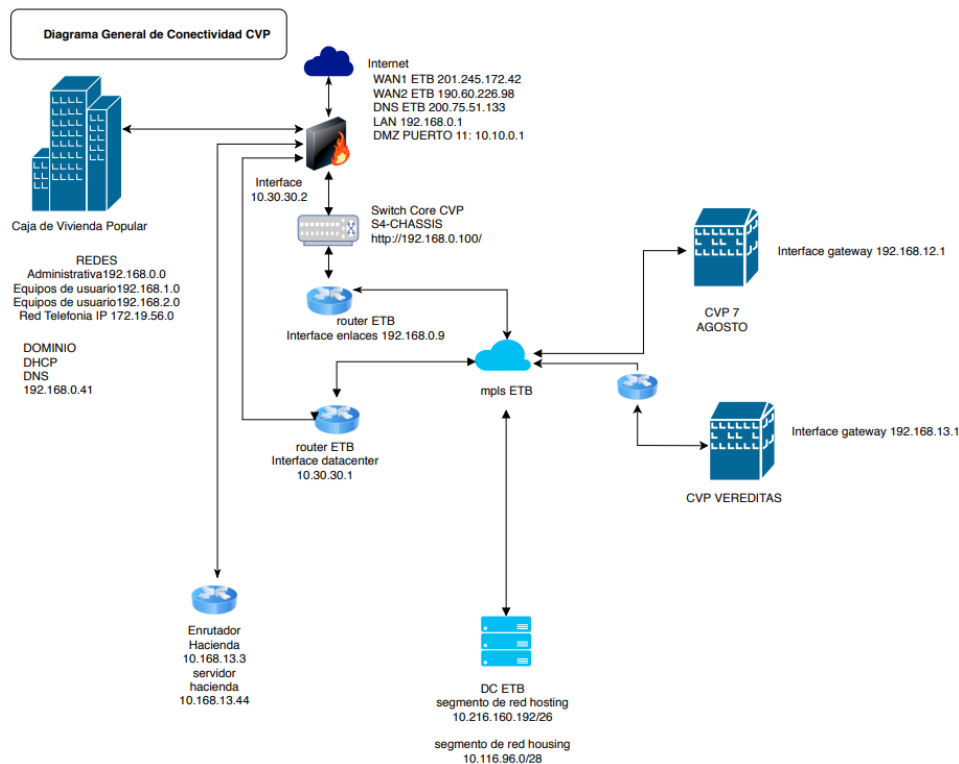 Diagrama General de Conectividad CVP
Internet
WAN1 ETB 201.245.172.42
WAN2 ETB 190.60.226.98
DNS ETB 200.75.51.133
LAN 192.168.0.1
DMZ PUERTO 11: 10.10.0.1
Interface
10.30.30.2
Caja de Vivienda Popular
REDES
Administrativa192.168.0.0
Equipos de usuario192.168.1.0
Equipos de usuario192.168.2.0
Red Telefonia IP 172.19.56.0
DOMINIO
DHCP
DNS
192.168.0.41
Switch Core CVP
S4-CHASSIS
http://192.168.0.100/
router ETB
Interface enlaces 192.168.0.9
Interface gateway 192.168.12.1
CVP 7
AGOSTO
mpls ETB
router ETB
Interface datacenter
10.30.30.1
Interface gateway 192.168.13.1
CVP VEREDITAS
Enrutador
Hacienda
10.168.13.3
servidor
hacienda
10.168.13.44
DC ETB
segmento de red hosting
10.216.160.192/26
segmento de red housing
10.116.96.0/28